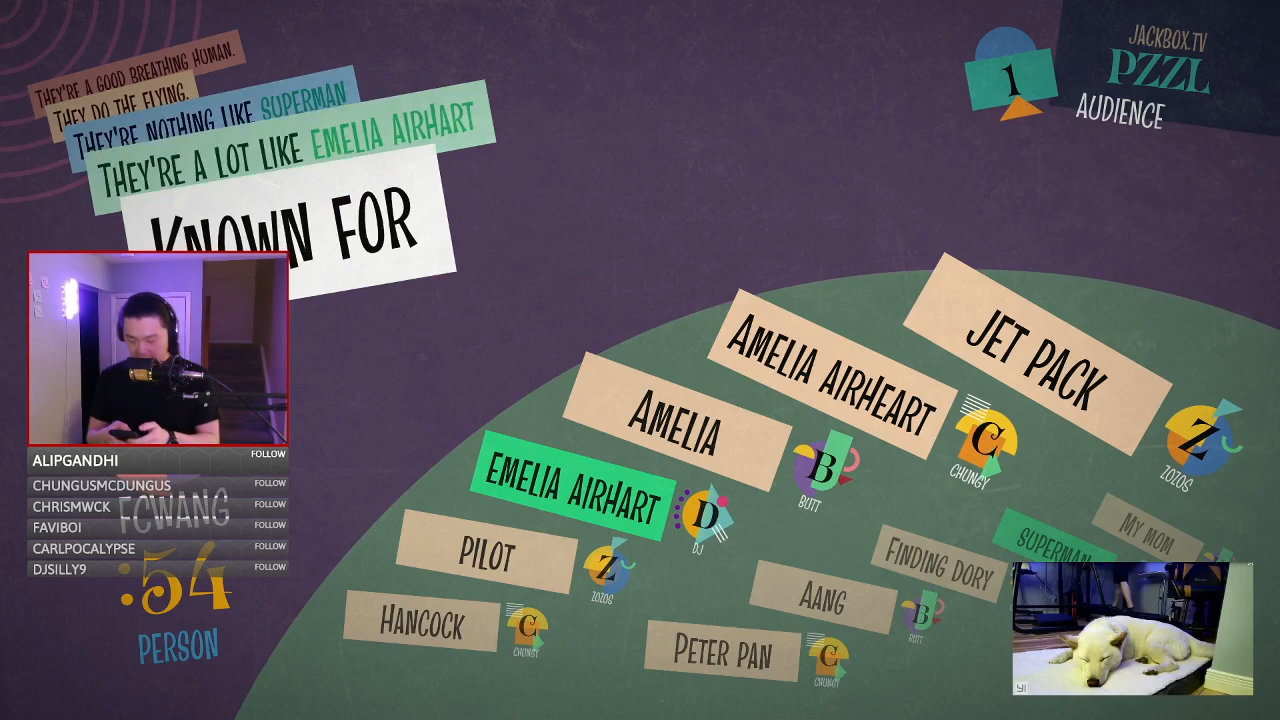 THEY'RE A GOOD BREATHING HUMAN.
THEY DO THE FLYING.
THEY'RE NOTHING LIKE SUPERMAN
THEY'RE A LOT LIKE EMELIA AIRHART
KNOWN FOR
JACKBOX.TV
PZZL
1
AUDIENCE
JET PACK
Z
ZOZOS
AMELIA AIRHEART
C
CHUNGY
AMELIA
B
BUTT
EMELIA AIRHART
D
DJ
PILOT
Z
ZOZOS
HANCOCK
C
CHUNGY
MY MOM
SUPERMAN
FINDING DORY
AANG
B
BUTT
PETER PAN
C
CHUNGY
ALIPGANDHI FOLLOW
CHUNGUSMCDUNGUS FOLLOW
CHRISMWCK FOLLOW
FAVIBOI FOLLOW
CARLPOCALYPSE FOLLOW
DJSILLY9 FOLLOW
FCWANG
:54
PERSON
YI